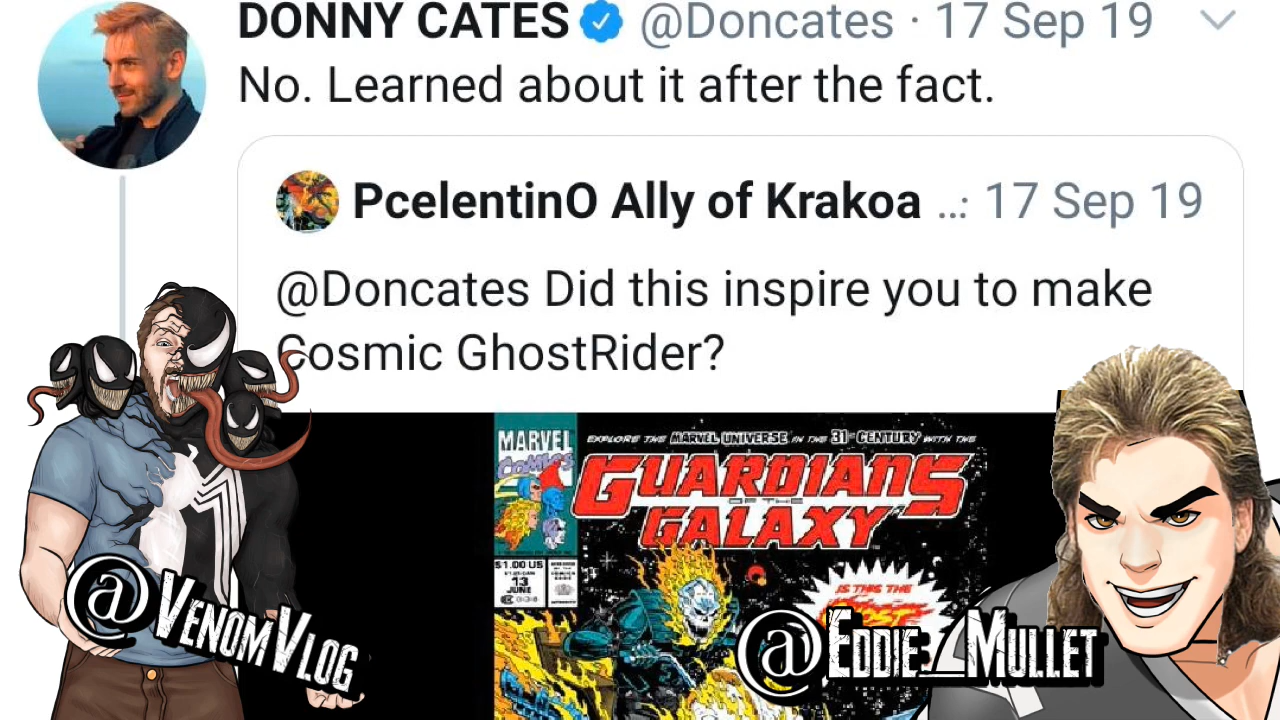 DONNY CATES @Doncates · 17 Sep 19
No. Learned about it after the fact.
PcelentinO Ally of Krakoa ..: 17 Sep 19
@Doncates Did this inspire you to make
Cosmic GhostRider?
MARVEL
COMICS
EXPLORE THE MARVEL UNIVERSE IN THE 31ST CENTURY WITH THE
GUARDIANS
OF THE
GALAXY
$1.00 US
13
JUNE
IS THIS THE
@VENOMVLOG
@EDDIE_MULLET